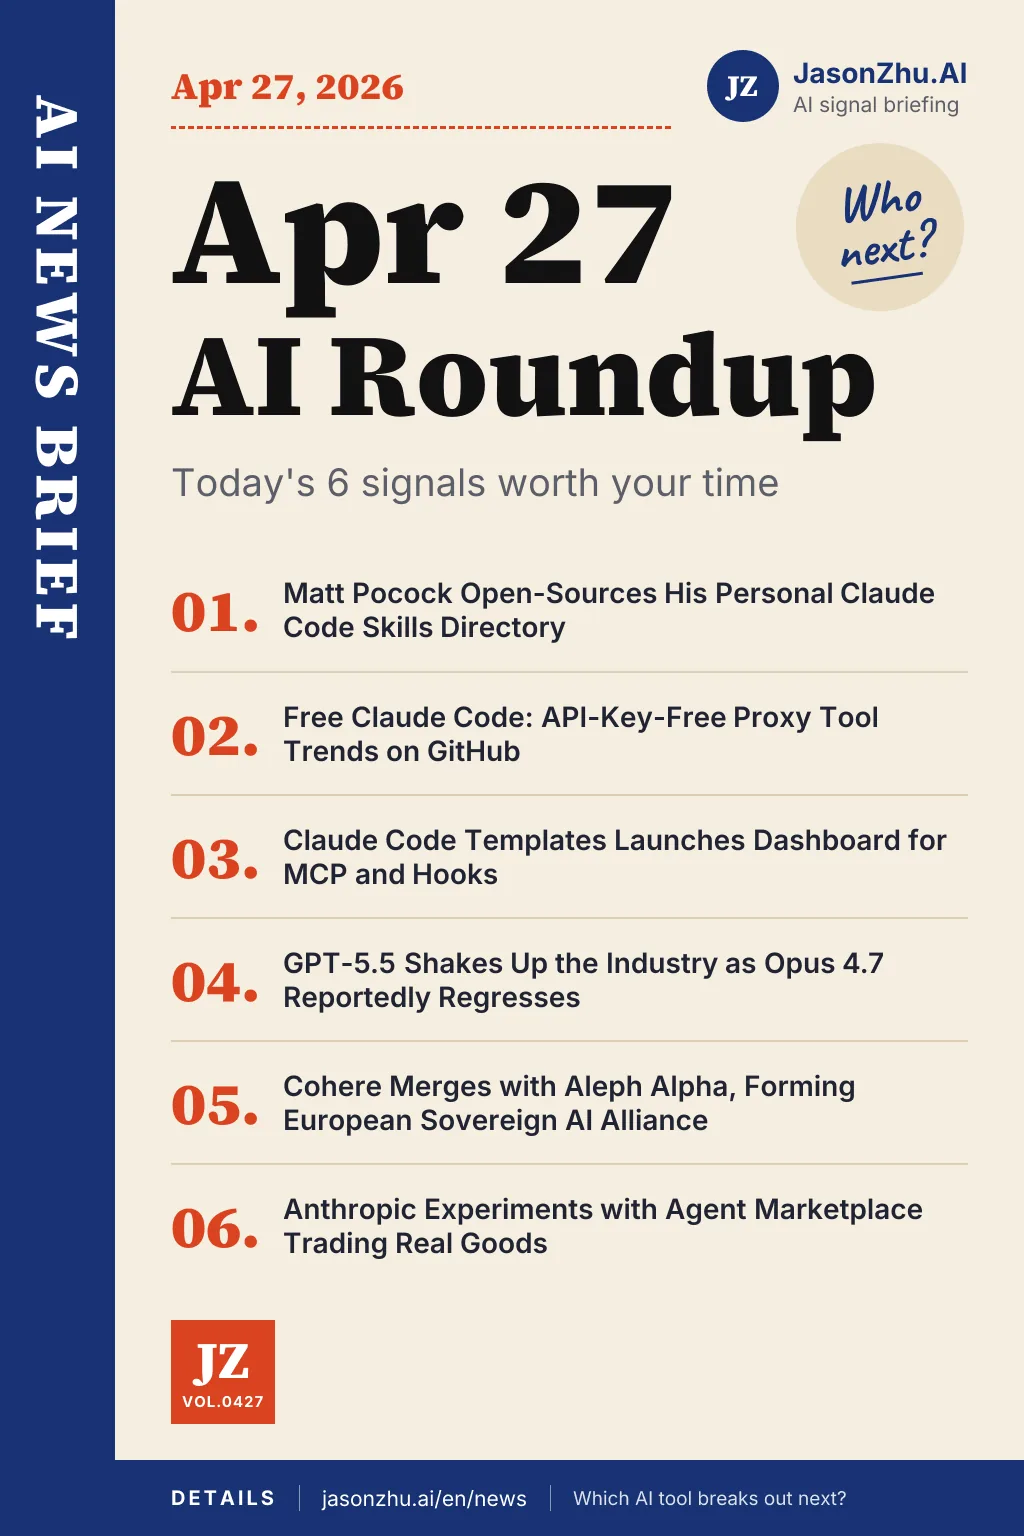 AI NEWS BRIEF
Apr 27, 2026
JZ
JasonZhu.AI
AI signal briefing
Who
next?
Apr 27
AI Roundup
Today's 6 signals worth your time
01. Matt Pocock Open-Sources His Personal Claude
Code Skills Directory
02. Free Claude Code: API-Key-Free Proxy Tool
Trends on GitHub
03. Claude Code Templates Launches Dashboard for
MCP and Hooks
04. GPT-5.5 Shakes Up the Industry as Opus 4.7
Reportedly Regresses
05. Cohere Merges with Aleph Alpha, Forming
European Sovereign AI Alliance
06. Anthropic Experiments with Agent Marketplace
Trading Real Goods
JZ
VOL.0427
DETAILS jasonzhu.ai/en/news Which AI tool breaks out next?